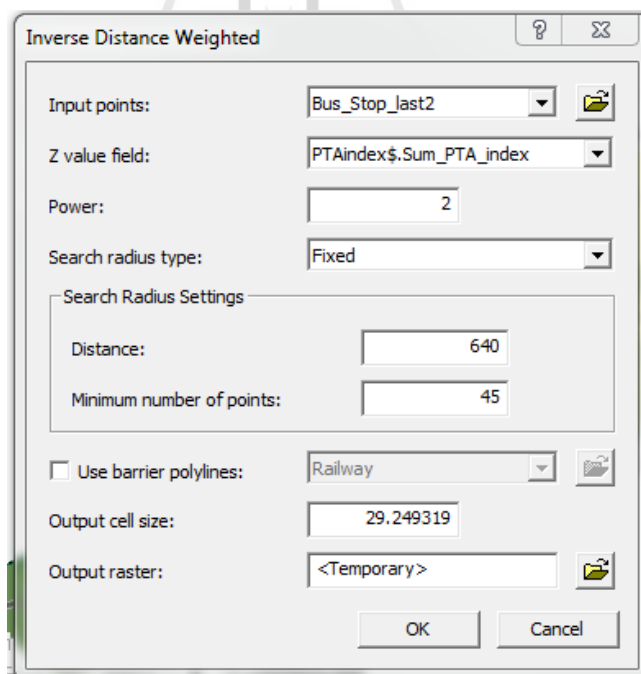 Inverse Distance Weighted
Input points: Bus_Stop_last2
Z value field: PTAindex$.Sum_PTA_index
Power: 2
Search radius type: Fixed
Search Radius Settings
Distance: 640
Minimum number of points: 45
Use barrier polylines: Railway
Output cell size: 29.249319
Output raster: <Temporary>
OK Cancel